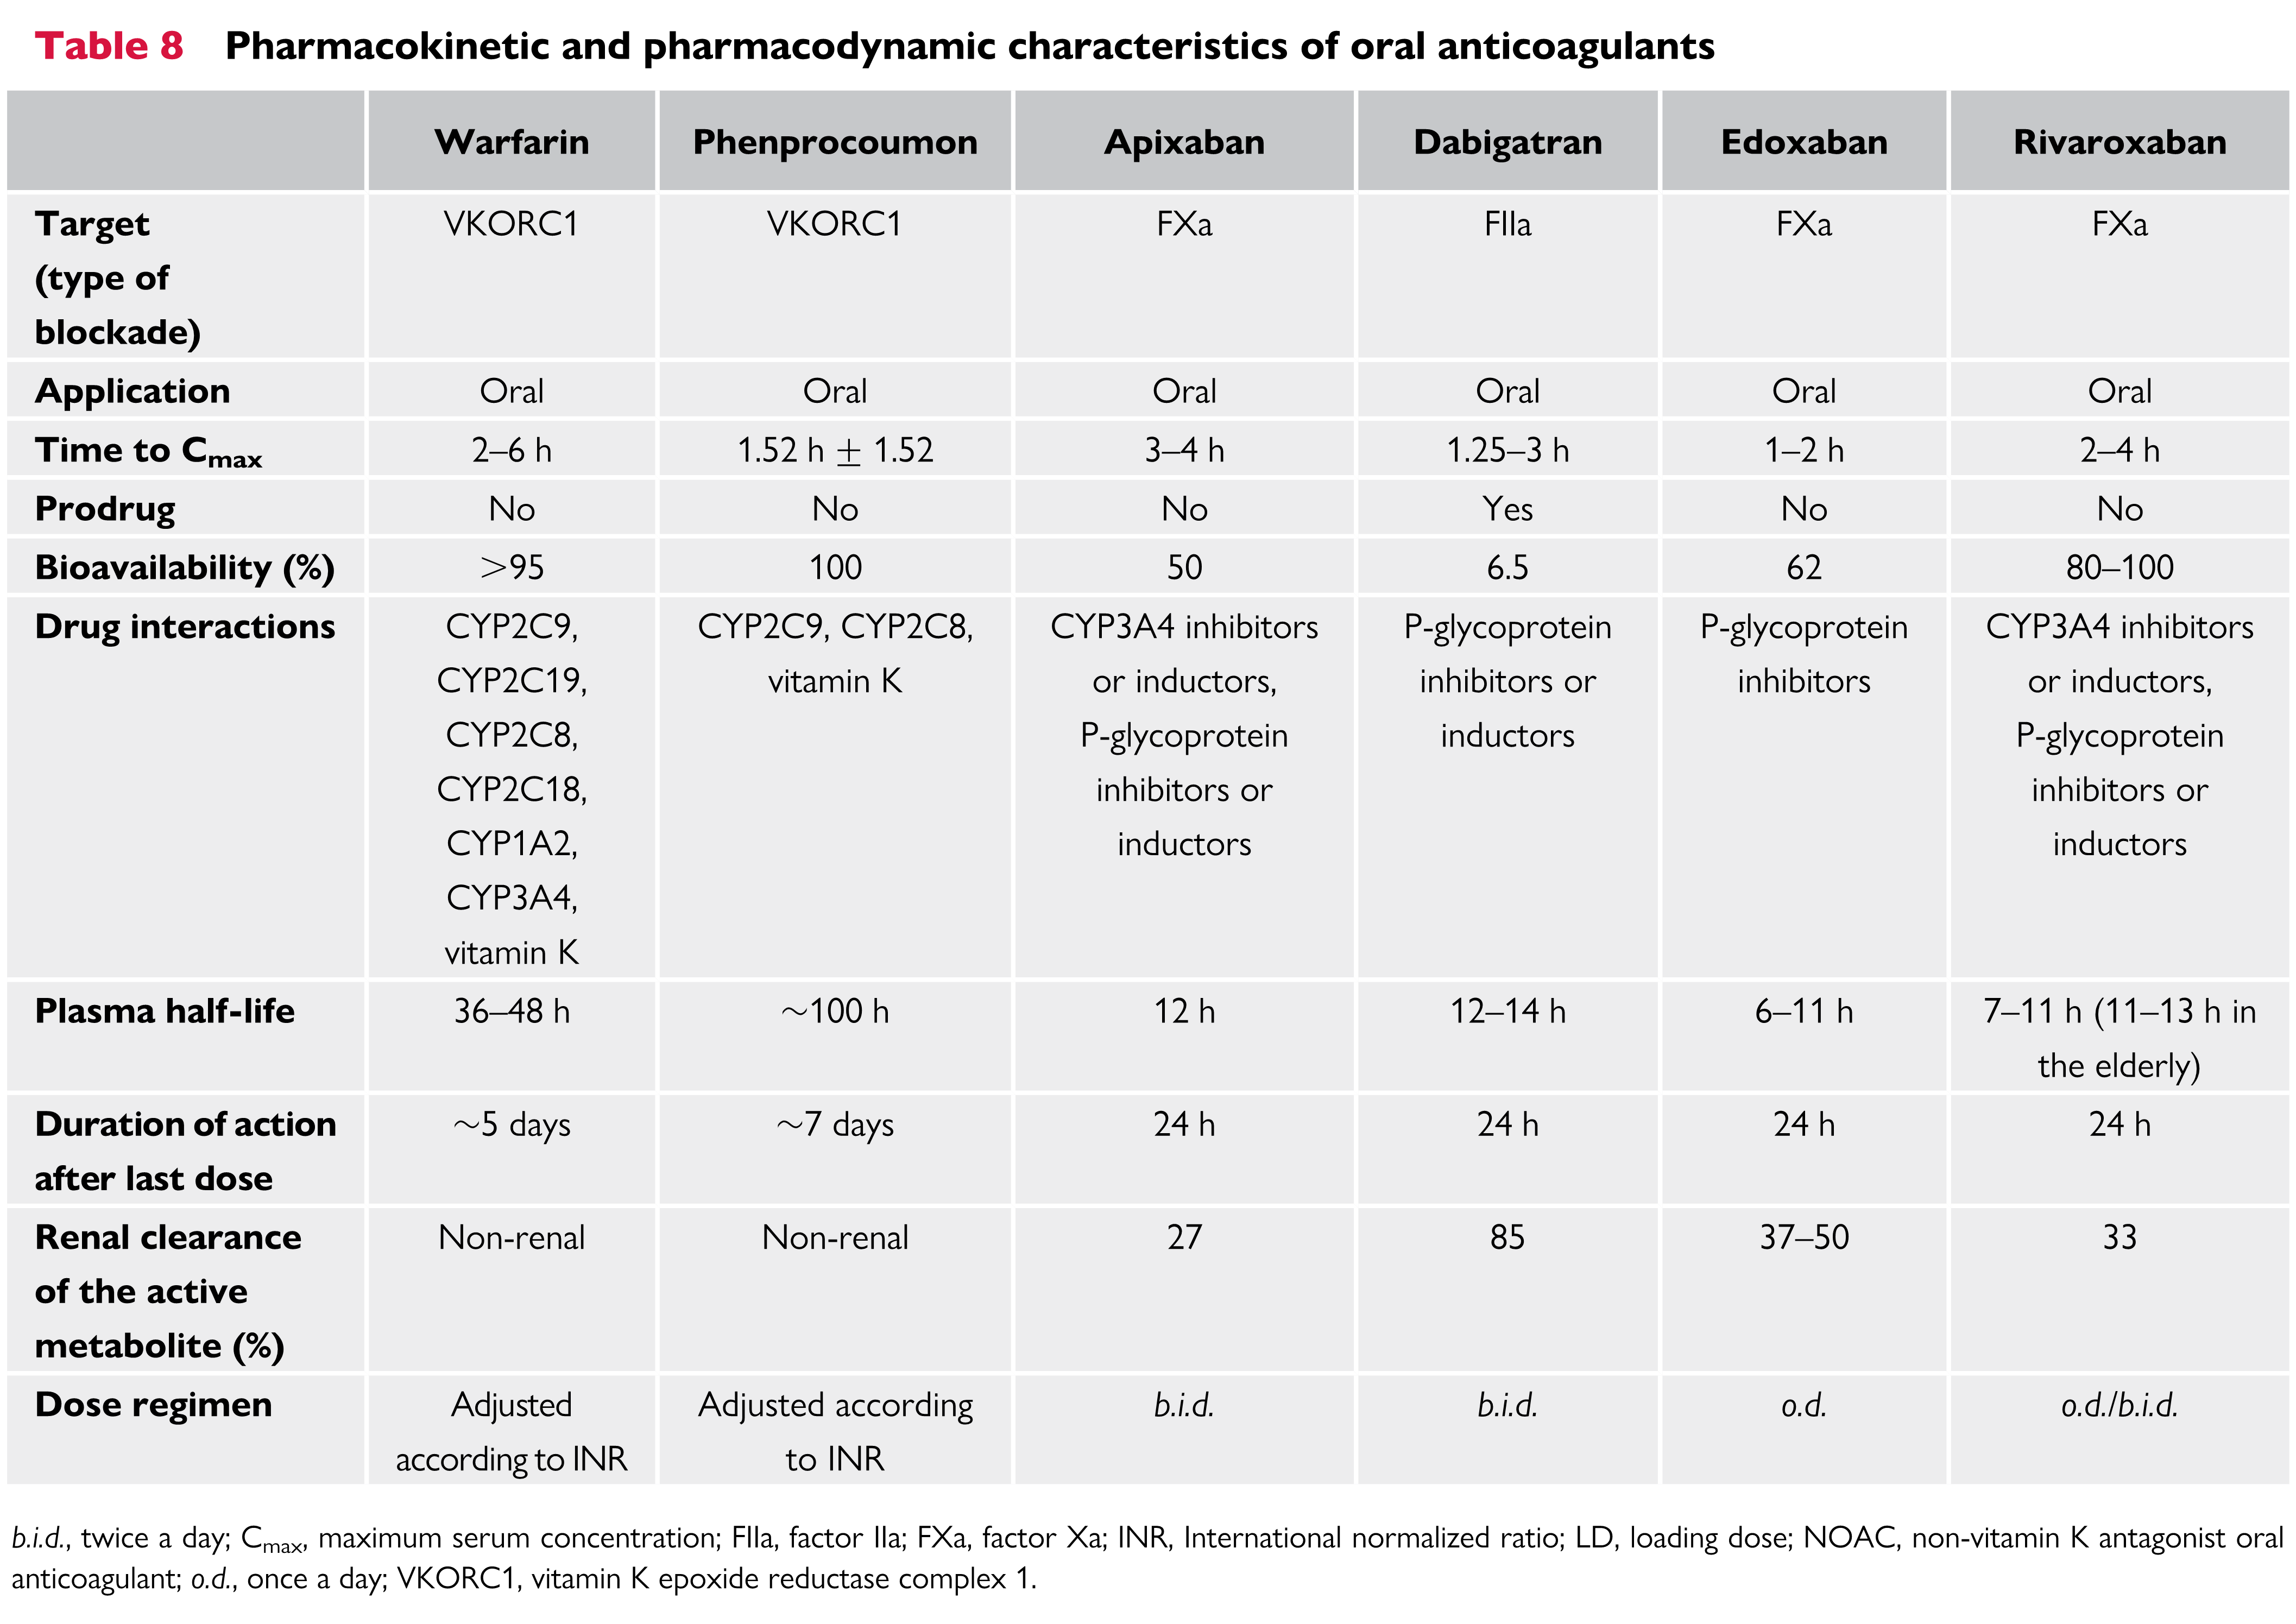 Table 8 Pharmacokinetic and pharmacodynamic characteristics of oral anticoagulants
Warfarin Phenprocoumon Apixaban Dabigatran Edoxaban Rivaroxaban
Target VKORC1 VKORC1 FXa FIIa FXa FXa
(type of
blockade)
Application Oral Oral Oral Oral Oral Oral
Time to Cmax 2–6 h 1.52 h ± 1.52 3–4 h 1.25–3 h 1–2 h 2–4 h
Prodrug No No No Yes No No
Bioavailability (%) >95 100 50 6.5 62 80–100
Drug interactions CYP2C9, CYP2C9, CYP2C8, CYP3A4 inhibitors P-glycoprotein P-glycoprotein CYP3A4 inhibitors
CYP2C19, vitamin K or inductors, inhibitors or inhibitors or inductors,
CYP2C8, P-glycoprotein inductors P-glycoprotein
CYP2C18, inhibitors or inhibitors or
CYP1A2, inductors inductors
CYP3A4,
vitamin K
Plasma half-life 36–48 h ~100 h 12 h 12–14 h 6–11 h 7–11 h (11–13 h in
the elderly)
Duration of action ~5 days ~7 days 24 h 24 h 24 h 24 h
after last dose
Renal clearance Non-renal Non-renal 27 85 37–50 33
of the active
metabolite (%)
Dose regimen Adjusted Adjusted according b.i.d. b.i.d. o.d. o.d./b.i.d.
according to INR to INR
b.i.d., twice a day; Cmax, maximum serum concentration; FIIa, factor IIa; FXa, factor Xa; INR, International normalized ratio; LD, loading dose; NOAC, non-vitamin K antagonist oral
anticoagulant; o.d., once a day; VKORC1, vitamin K epoxide reductase complex 1.